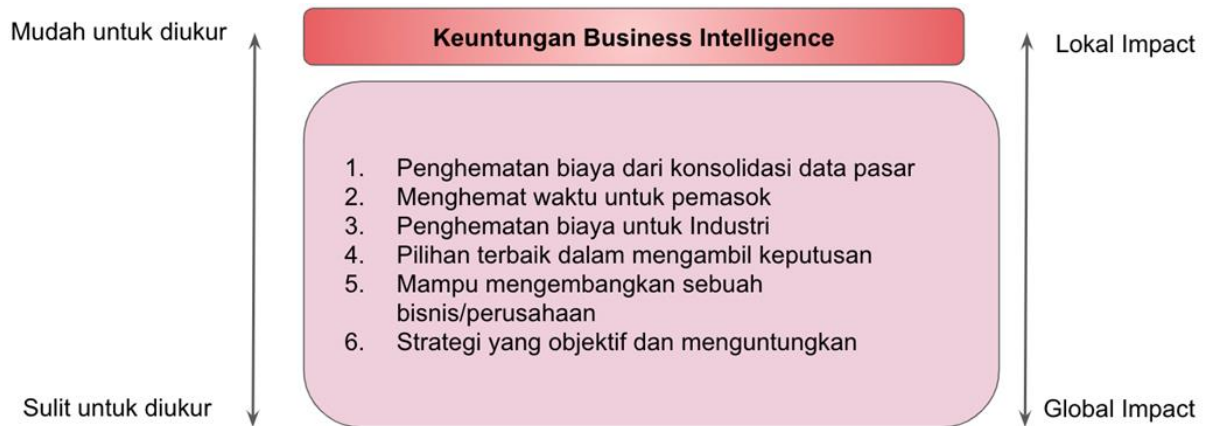 Mudah untuk diukur
Keuntungan Business Intelligence
Lokal Impact
1. Penghematan biaya dari konsolidasi data pasar
2. Menghemat waktu untuk pemasok
3. Penghematan biaya untuk Industri
4. Pilihan terbaik dalam mengambil keputusan
5. Mampu mengembangkan sebuah
bisnis/perusahaan
6. Strategi yang objektif dan menguntungkan
Sulit untuk diukur
Global Impact